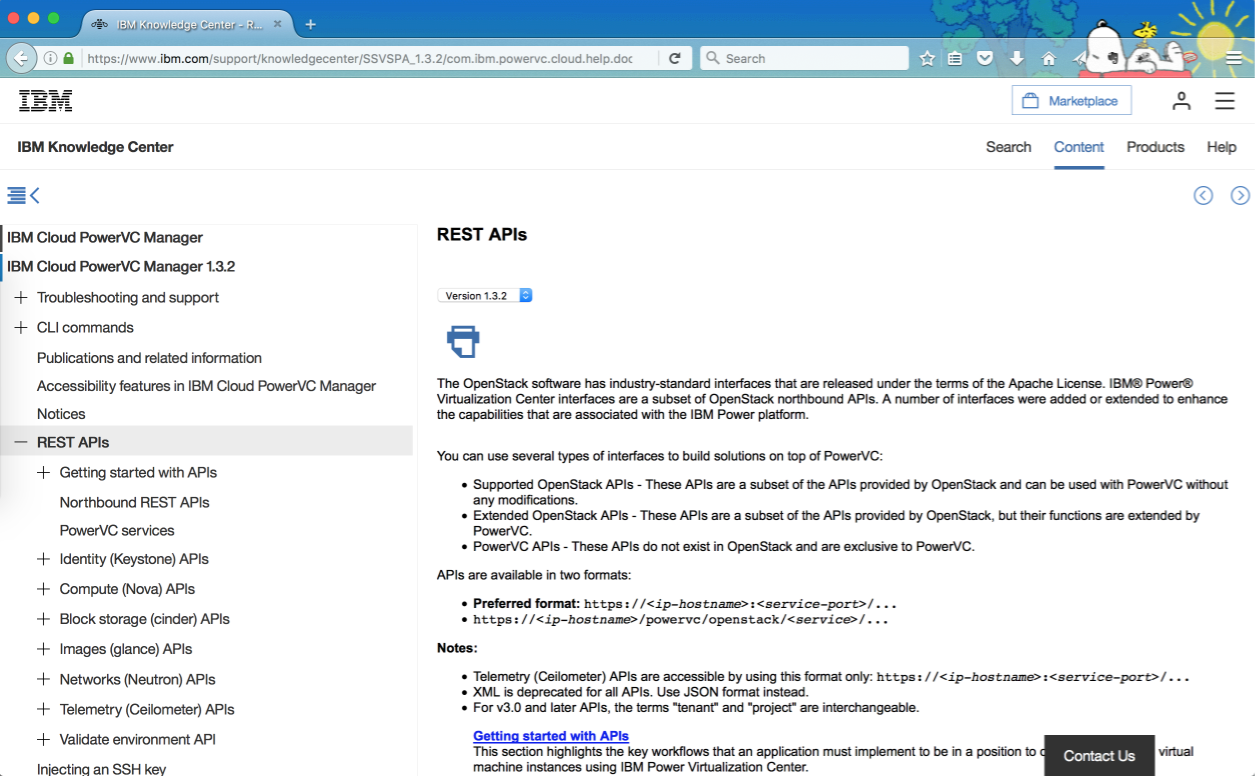 IBM Knowledge Center - R...
https://www.ibm.com/support/knowledgecenter/SSVSPA_1.3.2/com.ibm.powervc.cloud.help.doc
Search
IBM
Marketplace
IBM Knowledge Center
Search
Content
Products
Help
IBM Cloud PowerVC Manager
IBM Cloud PowerVC Manager 1.3.2
Troubleshooting and support
CLI commands
Publications and related information
Accessibility features in IBM Cloud PowerVC Manager
Notices
REST APIs
Getting started with APIs
Northbound REST APIs
PowerVC services
Identity (Keystone) APIs
Compute (Nova) APIs
Block storage (cinder) APIs
Images (glance) APIs
Networks (Neutron) APIs
Telemetry (Ceilometer) APIs
Validate environment API
Injecting an SSH key
REST APIs
Version 1.3.2
The OpenStack software has industry-standard interfaces that are released under the terms of the Apache License. IBM® Power®
Virtualization Center interfaces are a subset of OpenStack northbound APIs. A number of interfaces were added or extended to enhance
the capabilities that are associated with the IBM Power platform.
You can use several types of interfaces to build solutions on top of PowerVC:
• Supported OpenStack APIs - These APIs are a subset of the APIs provided by OpenStack and can be used with PowerVC without
any modifications.
• Extended OpenStack APIs - These APIs are a subset of the APIs provided by OpenStack, but their functions are extended by
PowerVC.
• PowerVC APIs - These APIs do not exist in OpenStack and are exclusive to PowerVC.
APIs are available in two formats:
• Preferred format: https://<ip-hostname>:<service-port>/...
• https://<ip-hostname>/powervc/openstack/<service>/...
Notes:
• Telemetry (Ceilometer) APIs are accessible by using this format only: https://<ip-hostname>:<service-port>/...
• XML is deprecated for all APIs. Use JSON format instead.
• For v3.0 and later APIs, the terms "tenant" and "project" are interchangeable.
Getting started with APIs
This section highlights the key workflows that an application must implement to be in a position to virtual
machine instances using IBM Power Virtualization Center.
Contact Us